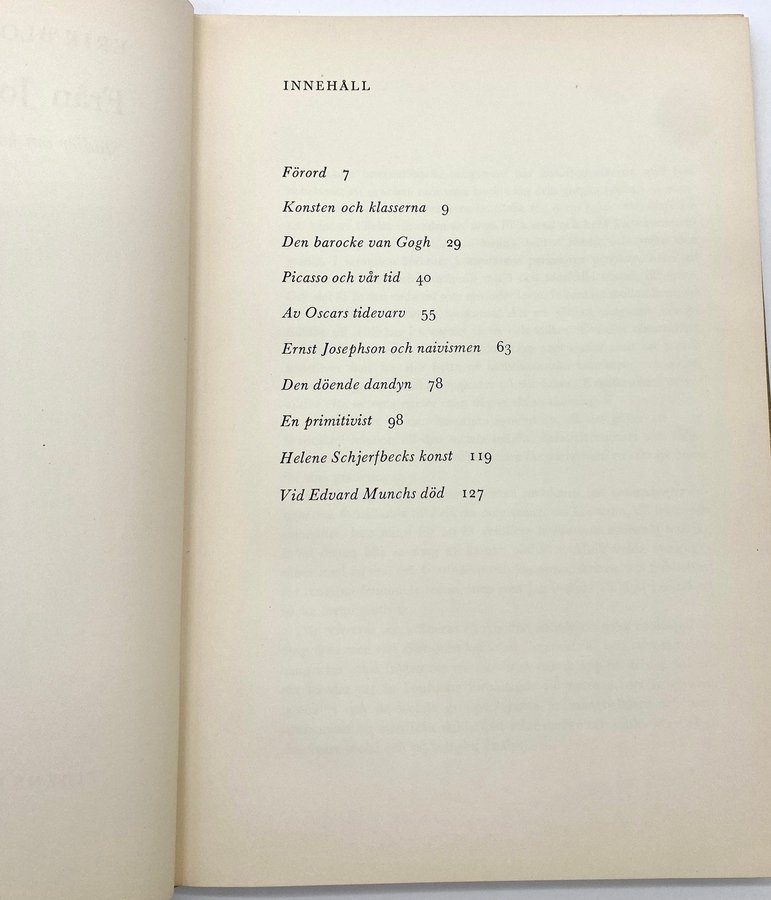 INNEHÅLL
Förord 7
Konsten och klasserna 9
Den barocke van Gogh 29
Picasso och vår tid 40
Av Oscars tidevarv 55
Ernst Josephson och naivismen 63
Den döende dandyn 78
En primitivist 98
Helene Schjerfbecks konst 119
Vid Edvard Munchs död 127